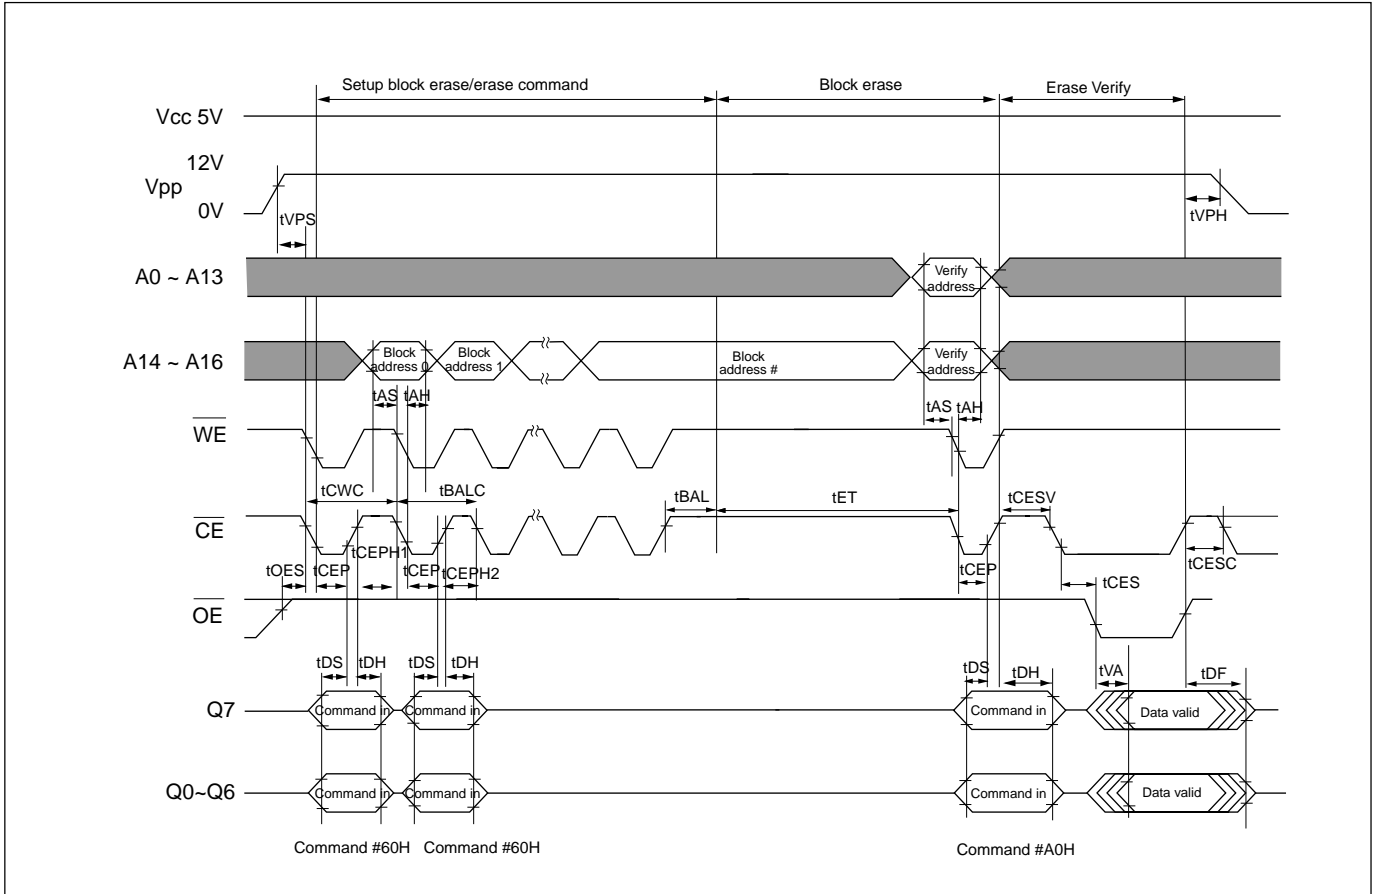 Setup block erase/erase command
Block erase
Erase Verify
Vcc 5V
12V
Vpp
0V
tVPS
tVPH
A0 ~ A13
Verify
address
A14 ~ A16
Block
address 0
Block
address 1
Block
address #
Verify
address
tAS
tAH
tAS
tAH
WE
tCWC
tBALC
tBAL
tET
tCESV
CE
tCEPH1
tOES
tCEP
tCEP
tCEPH2
tCEP
tCES
tCESC
OE
tDS
tDH
tDS
tDH
tDS
tDH
tVA
tDF
Q7
Command in
Command in
Command in
Data valid
Q0~Q6
Command in
Command in
Command in
Data valid
Command #60H
Command #60H
Command #A0H